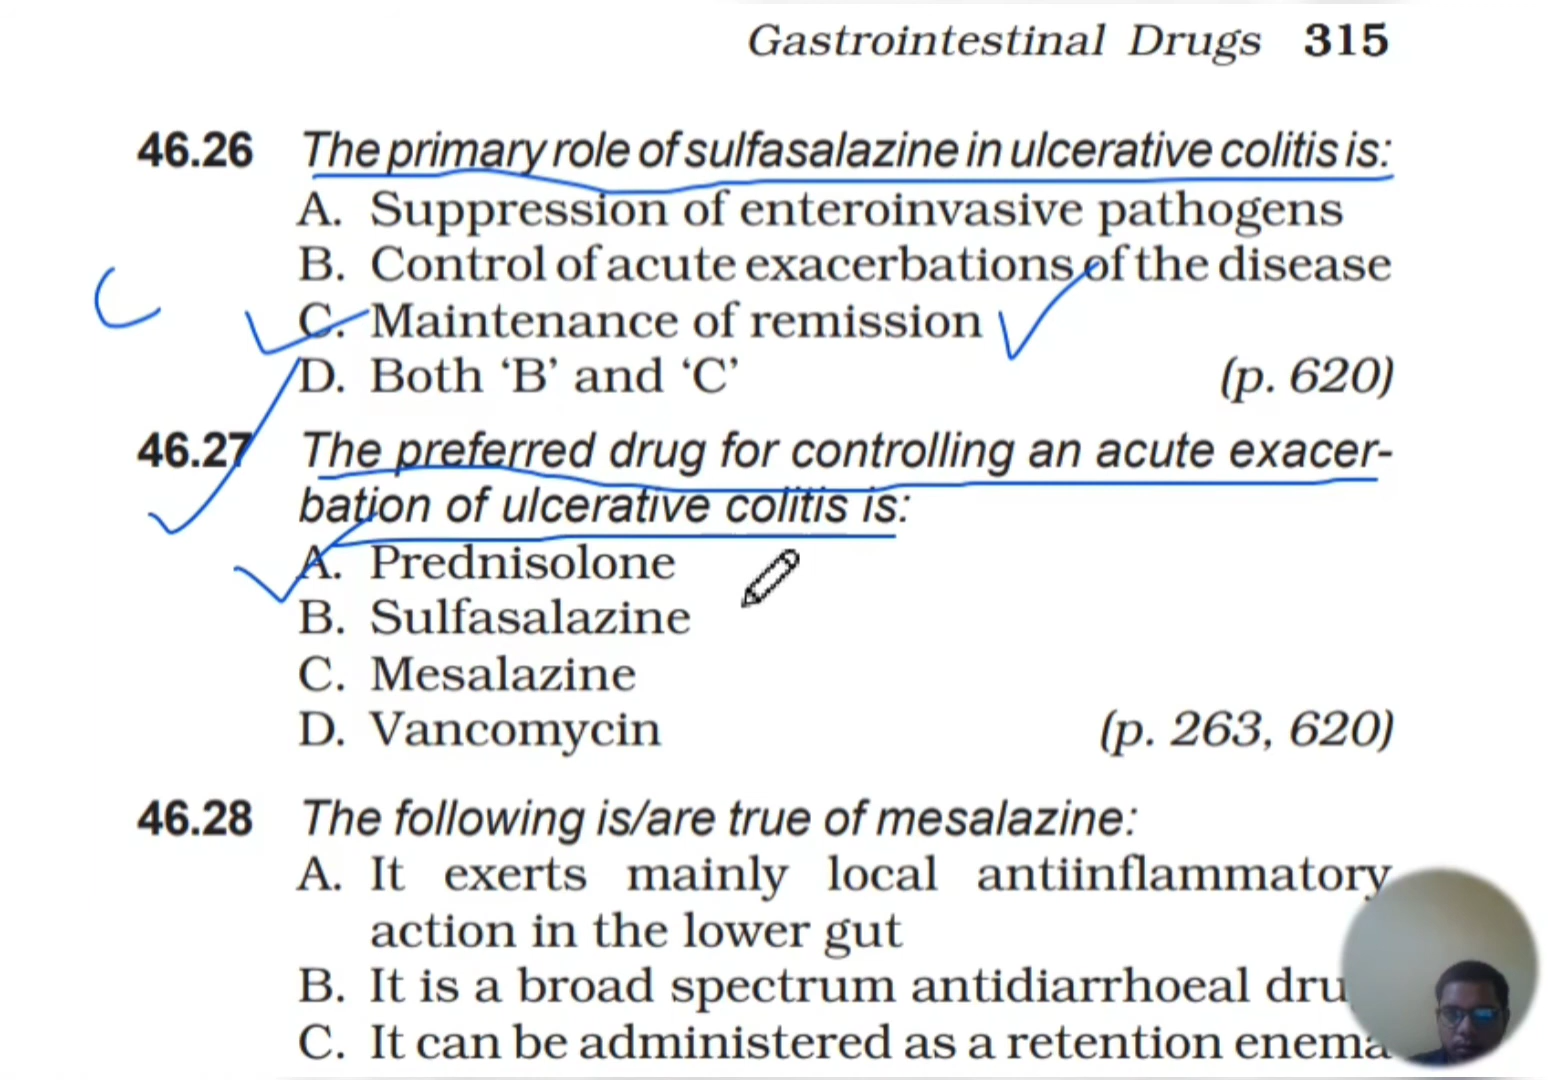 Gastrointestinal Drugs 315
46.26 The primary role of sulfasalazine in ulcerative colitis is:
A. Suppression of enteroinvasive pathogens
B. Control of acute exacerbations of the disease
C
C. Maintenance of remission
D. Both ‘B’ and ‘C’ (p. 620)
46.27 The preferred drug for controlling an acute exacer-
bation of ulcerative colitis is:
A. Prednisolone
B. Sulfasalazine
C. Mesalazine
D. Vancomycin (p. 263, 620)
46.28 The following is/are true of mesalazine:
A. It exerts mainly local antiinflammatory
action in the lower gut
B. It is a broad spectrum antidiarrhoeal dru
C. It can be administered as a retention enema